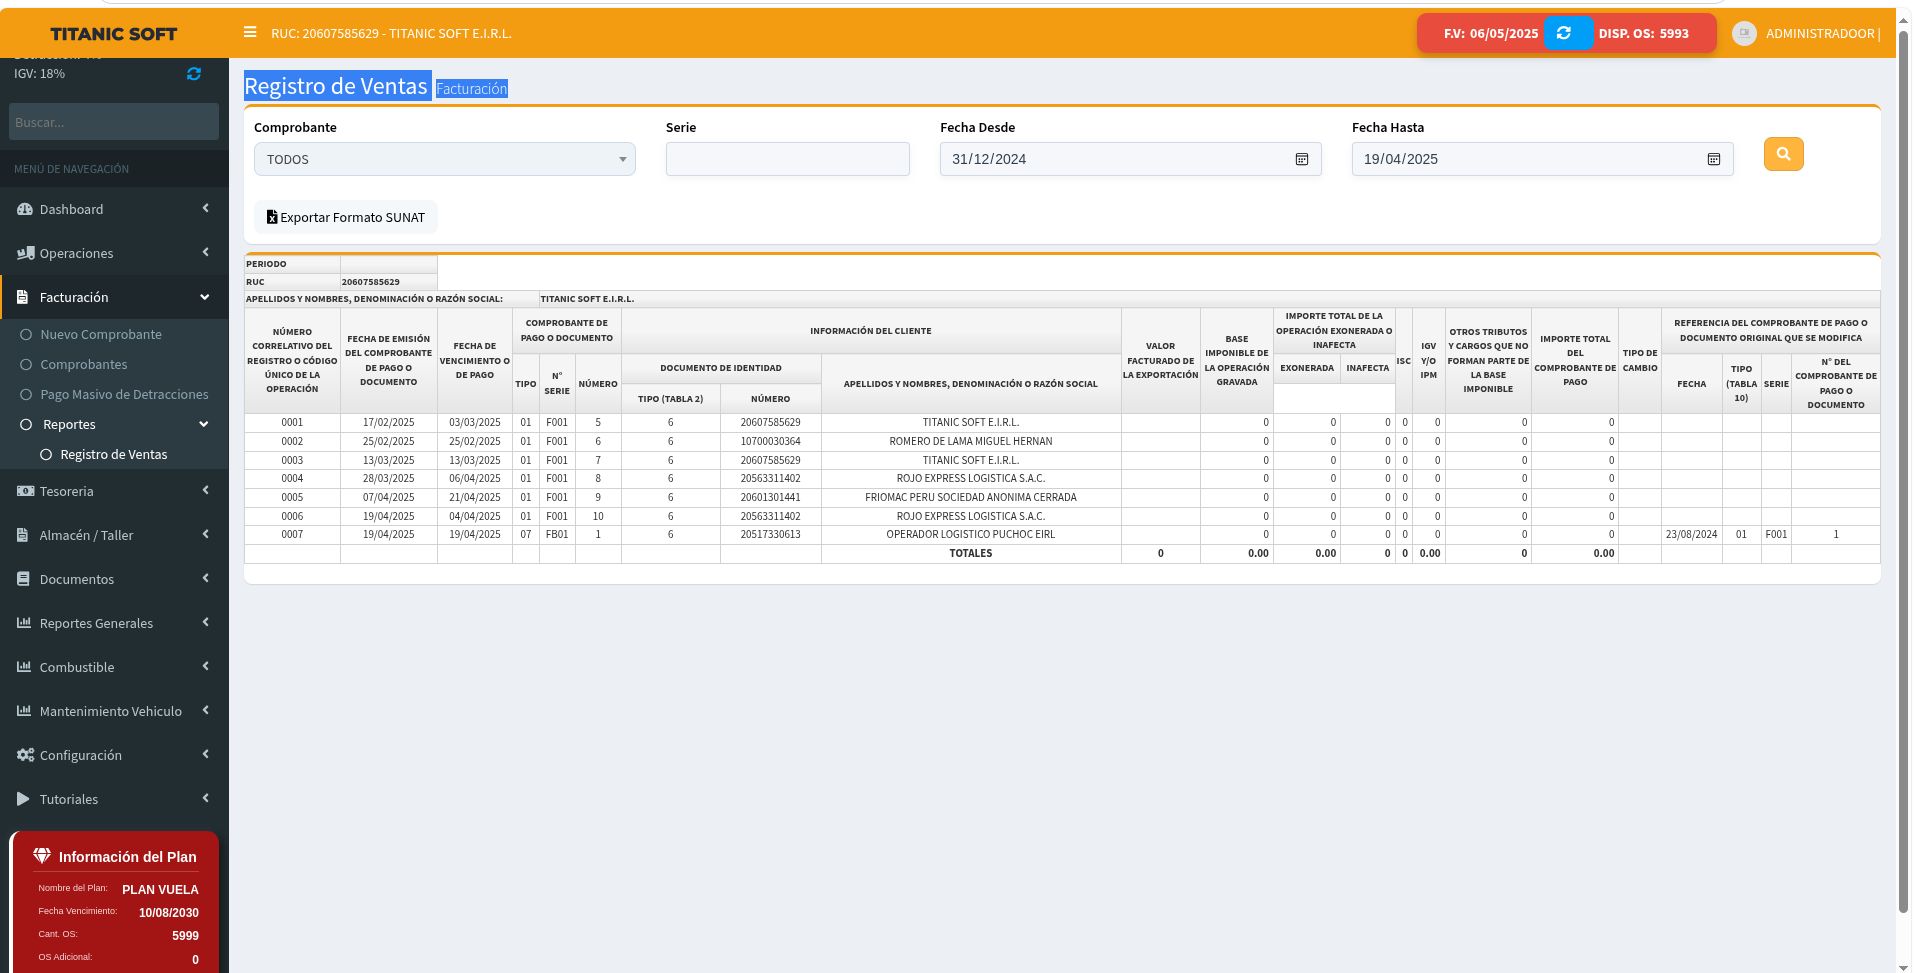 TITANIC SOFT
RUC: 20607585629 - TITANIC SOFT E.I.R.L.
F.V: 06/05/2025
DISP. OS: 5993
ADMINISTRADOOR |
IGV: 18%
Buscar...
MENÚ DE NAVEGACIÓN
Dashboard
Operaciones
Facturación
Nuevo Comprobante
Comprobantes
Pago Masivo de Detracciones
Reportes
Registro de Ventas
Tesoreria
Almacén / Taller
Documentos
Reportes Generales
Combustible
Mantenimiento Vehiculo
Configuración
Tutoriales
Información del Plan
Nombre del Plan: PLAN VUELA
Fecha Vencimiento: 10/08/2030
Cant. OS: 5999
OS Adicional: 0
Registro de Ventas Facturación
Comprobante Serie Fecha Desde Fecha Hasta
TODOS 31/12/2024 19/04/2025
Exportar Formato SUNAT
PERIODO
RUC 20607585629
APELLIDOS Y NOMBRES, DENOMINACIÓN O RAZÓN SOCIAL: TITANIC SOFT E.I.R.L.
NÚMERO
CORRELATIVO DEL
REGISTRO O CÓDIGO
ÚNICO DE LA
OPERACIÓN
FECHA DE EMISIÓN
DEL COMPROBANTE
DE PAGO O
DOCUMENTO
FECHA DE
VENCIMIENTO O
DE PAGO
COMPROBANTE DE
PAGO O DOCUMENTO
TIPO
N°
SERIE
NÚMERO
INFORMACIÓN DEL CLIENTE
DOCUMENTO DE IDENTIDAD
TIPO (TABLA 2)
NÚMERO
APELLIDOS Y NOMBRES, DENOMINACIÓN O RAZÓN SOCIAL
VALOR
FACTURADO DE
LA EXPORTACIÓN
BASE
IMPONIBLE DE
LA OPERACIÓN
GRAVADA
IMPORTE TOTAL DE LA
OPERACIÓN EXONERADA O
INAFECTA
EXONERADA
INAFECTA
ISC
IGV
Y/O
IPM
OTROS TRIBUTOS
Y CARGOS QUE NO
FORMAN PARTE DE
LA BASE
IMPONIBLE
IMPORTE TOTAL
DEL
COMPROBANTE DE
PAGO
TIPO DE
CAMBIO
REFERENCIA DEL COMPROBANTE DE PAGO O
DOCUMENTO ORIGINAL QUE SE MODIFICA
FECHA
TIPO
(TABLA
10)
SERIE
N° DEL
COMPROBANTE DE
PAGO O
DOCUMENTO
0001 17/02/2025 03/03/2025 01 F001 5 6 20607585629 TITANIC SOFT E.I.R.L. 0 0 0 0 0 0 0
0002 25/02/2025 25/02/2025 01 F001 6 6 10700030364 ROMERO DE LAMA MIGUEL HERNAN 0 0 0 0 0 0 0
0003 13/03/2025 13/03/2025 01 F001 7 6 20607585629 TITANIC SOFT E.I.R.L. 0 0 0 0 0 0 0
0004 28/03/2025 06/04/2025 01 F001 8 6 20563311402 ROJO EXPRESS LOGISTICA S.A.C. 0 0 0 0 0 0 0
0005 07/04/2025 21/04/2025 01 F001 9 6 20601301441 FRIOMAC PERU SOCIEDAD ANONIMA CERRADA 0 0 0 0 0 0 0
0006 19/04/2025 04/04/2025 01 F001 10 6 20563311402 ROJO EXPRESS LOGISTICA S.A.C. 0 0 0 0 0 0 0
0007 19/04/2025 19/04/2025 07 FB01 1 6 20517330613 OPERADOR LOGISTICO PUCHOC EIRL 0 0 0 0 0 0 0 23/08/2024 01 F001 1
TOTALES 0 0.00 0.00 0 0 0.00 0 0.00